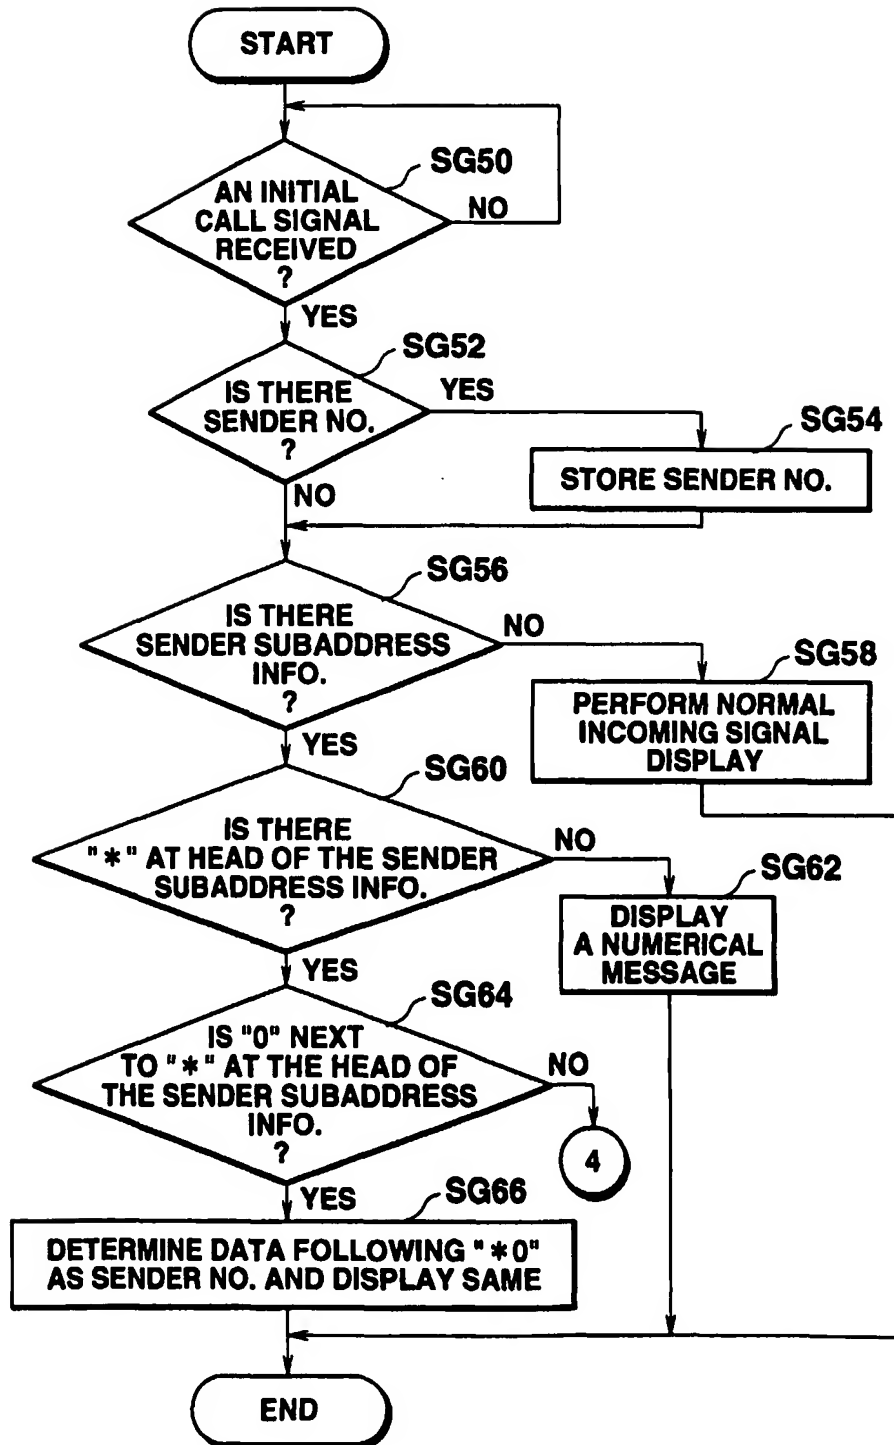 START
SG50
AN INITIAL
CALL SIGNAL
RECEIVED
?
NO
YES
SG52
IS THERE
SENDER NO.
?
YES
SG54
STORE SENDER NO.
NO
SG56
IS THERE
SENDER SUBADDRESS
INFO.
?
NO
SG58
PERFORM NORMAL
INCOMING SIGNAL
DISPLAY
YES
SG60
IS THERE
"*" AT HEAD OF THE SENDER
SUBADDRESS INFO.
?
NO
SG62
DISPLAY
A NUMERICAL
MESSAGE
YES
SG64
IS "0" NEXT
TO "*" AT THE HEAD OF
THE SENDER SUBADDRESS
INFO.
?
NO
4
YES
SG66
DETERMINE DATA FOLLOWING "*0"
AS SENDER NO. AND DISPLAY SAME
END